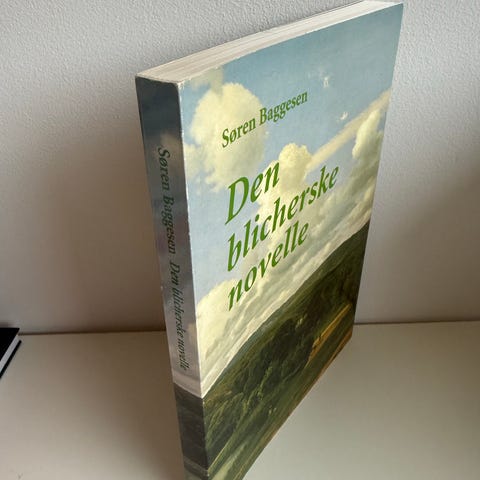 Søren Baggesen
Den
blicherske
novelle
Søren Baggesen Den blicherske novelle